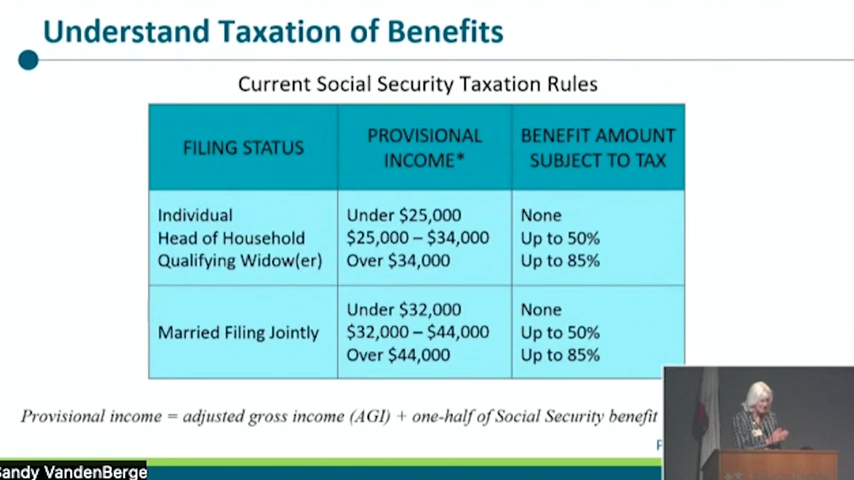 Understand Taxation of Benefits
Current Social Security Taxation Rules
FILING STATUS
PROVISIONAL
INCOME*
BENEFIT AMOUNT
SUBJECT TO TAX
Individual
Head of Household
Qualifying Widow(er)
Under $25,000
$25,000 – $34,000
Over $34,000
None
Up to 50%
Up to 85%
Married Filing Jointly
Under $32,000
$32,000 – $44,000
Over $44,000
None
Up to 50%
Up to 85%
Provisional income = adjusted gross income (AGI) + one-half of Social Security benefit
Sandy VandenBerge